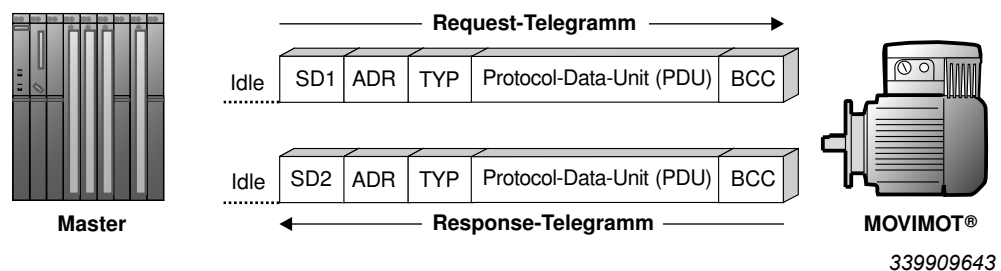 Request-Telegramm
Idle SD1 ADR TYP Protocol-Data-Unit (PDU) BCC
Idle SD2 ADR TYP Protocol-Data-Unit (PDU) BCC
Master Response-Telegramm MOVIMOT®
339909643